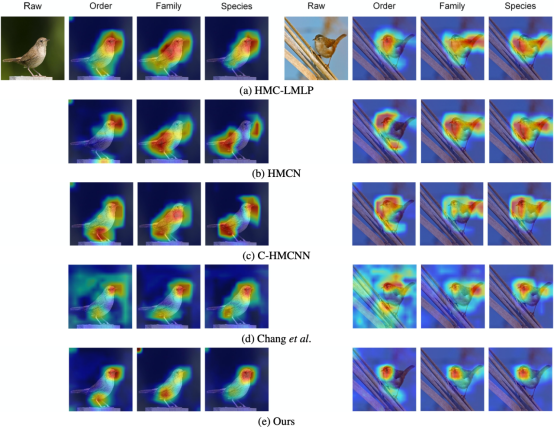 Raw Order Family Species Raw Order Family Species
(a) HMC-LMLP
(b) HMCN
(c) C-HMCNN
(d) Chang et al.
(e) Ours